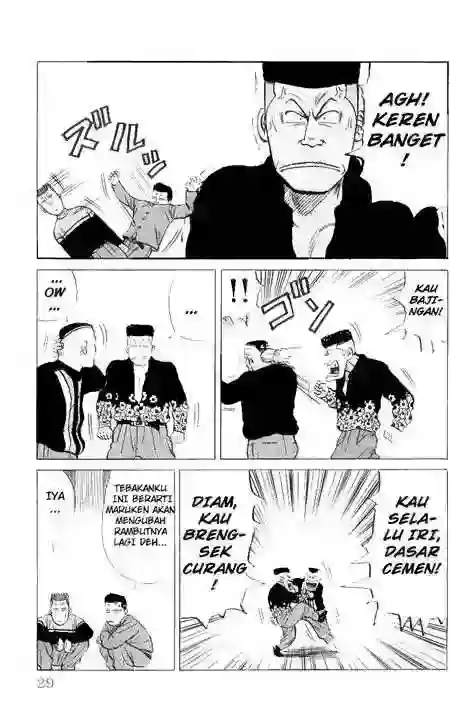 AGH!
KEREN
BANGET
!
ズルッ
KAU
BAJI-
NGAN!
ゴン
!!
...
...
OW
...
KAU
SELA-
LU IRI,
DASAR
CEMEN!
DIAM,
KAU
BRENG-
SEK
CURANG
!
TEBAKANKU
INI BERARTI
MARUKEN AKAN
MENGUBAH
RAMBUTNYA
LAGI DEH...
IYA
...
29